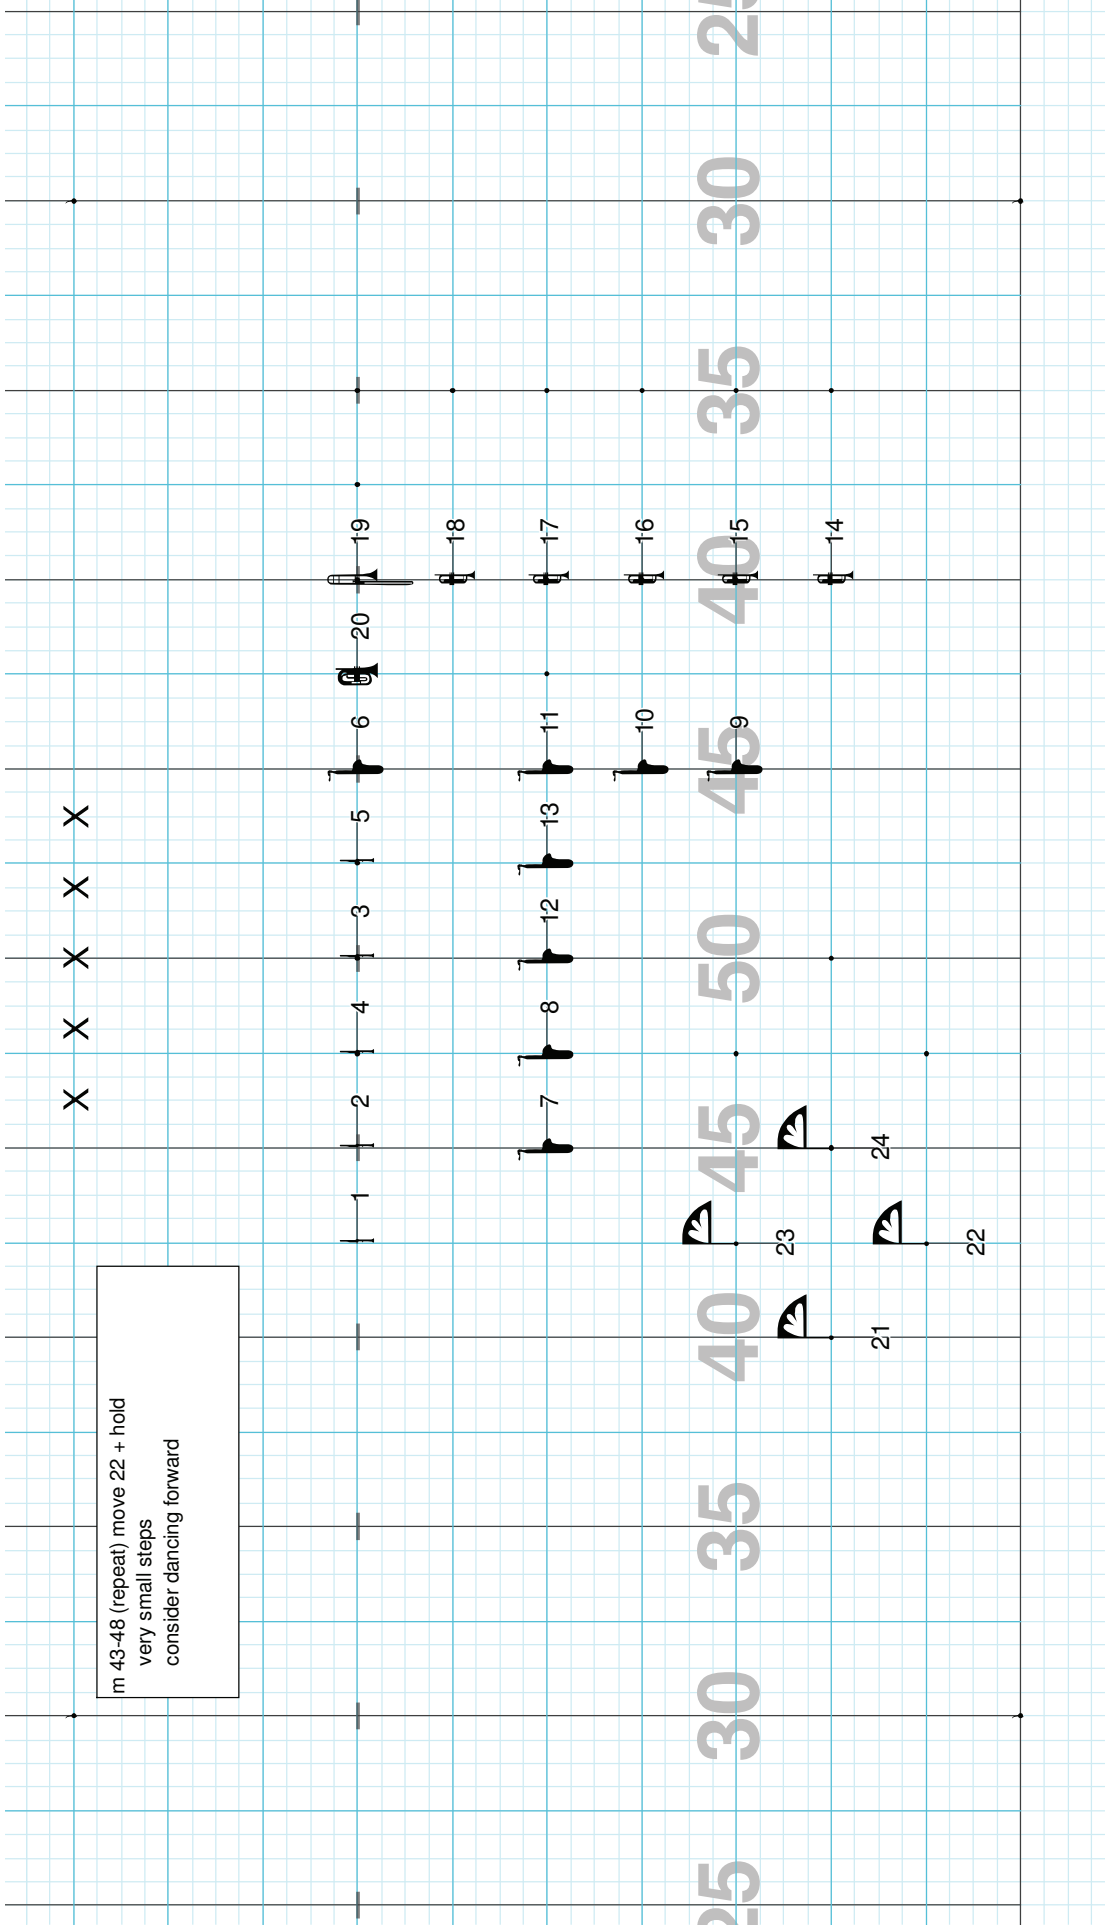 X X X X X
m 43-48 (repeat) move 22 + hold
very small steps
consider dancing forward
1 2 4 3 5 6 20 19
18
7 8 12 13 11 17
10 16
25 30 35 40 45 50 45 40 35 30 25
9 15
23
14
21 24
22